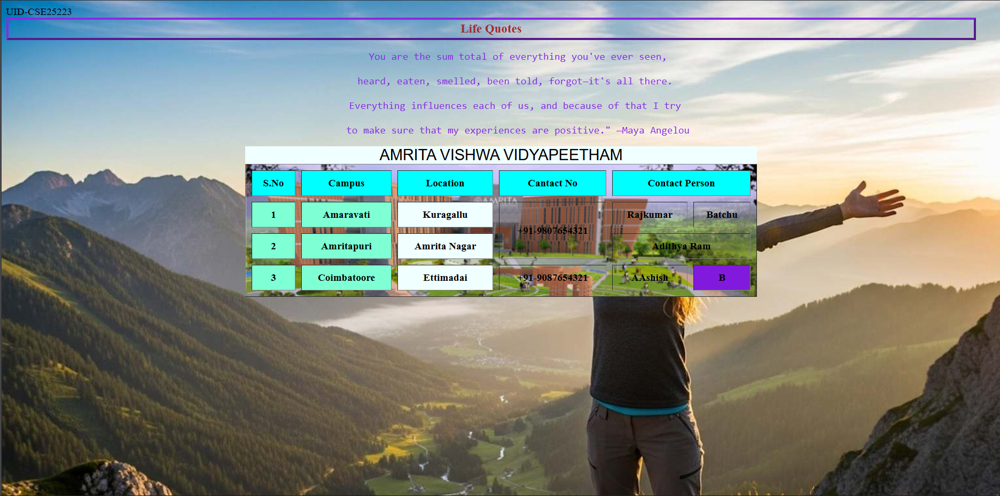 UID-CSE25223
Life Quotes
You are the sum total of everything you've ever seen,
heard, eaten, smelled, been told, forgot—it's all there.
Everything influences each of us, and because of that I try
to make sure that my experiences are positive." —Maya Angelou
AMRITA VISHWA VIDYAPEETHAM
S.No Campus Location Cantact No Contact Person
@AMRITA
1 Amaravati Kuragallu +91-9807654321 Rajkumar Batchu
2 Amritapuri Amrita Nagar Adithya Ram
3 Coimbatoore Ettimadai +91-9087654321 AAshish B